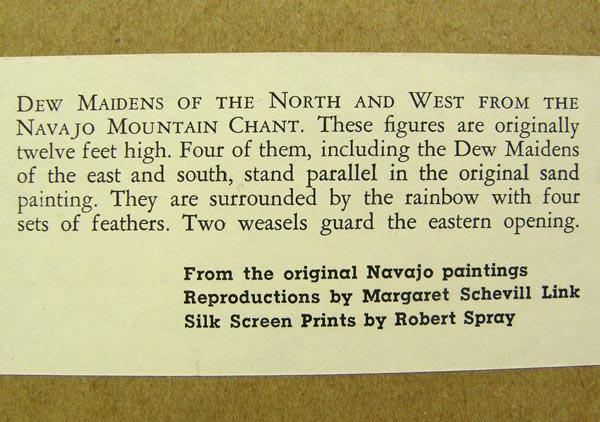 DEW MAIDENS OF THE NORTH AND WEST FROM THE
NAVAJO MOUNTAIN CHANT. These figures are originally
twelve feet high. Four of them, including the Dew Maidens
of the east and south, stand parallel in the original sand
painting. They are surrounded by the rainbow with four
sets of feathers. Two weasels guard the eastern opening.
From the original Navajo paintings
Reproductions by Margaret Schevill Link
Silk Screen Prints by Robert Spray